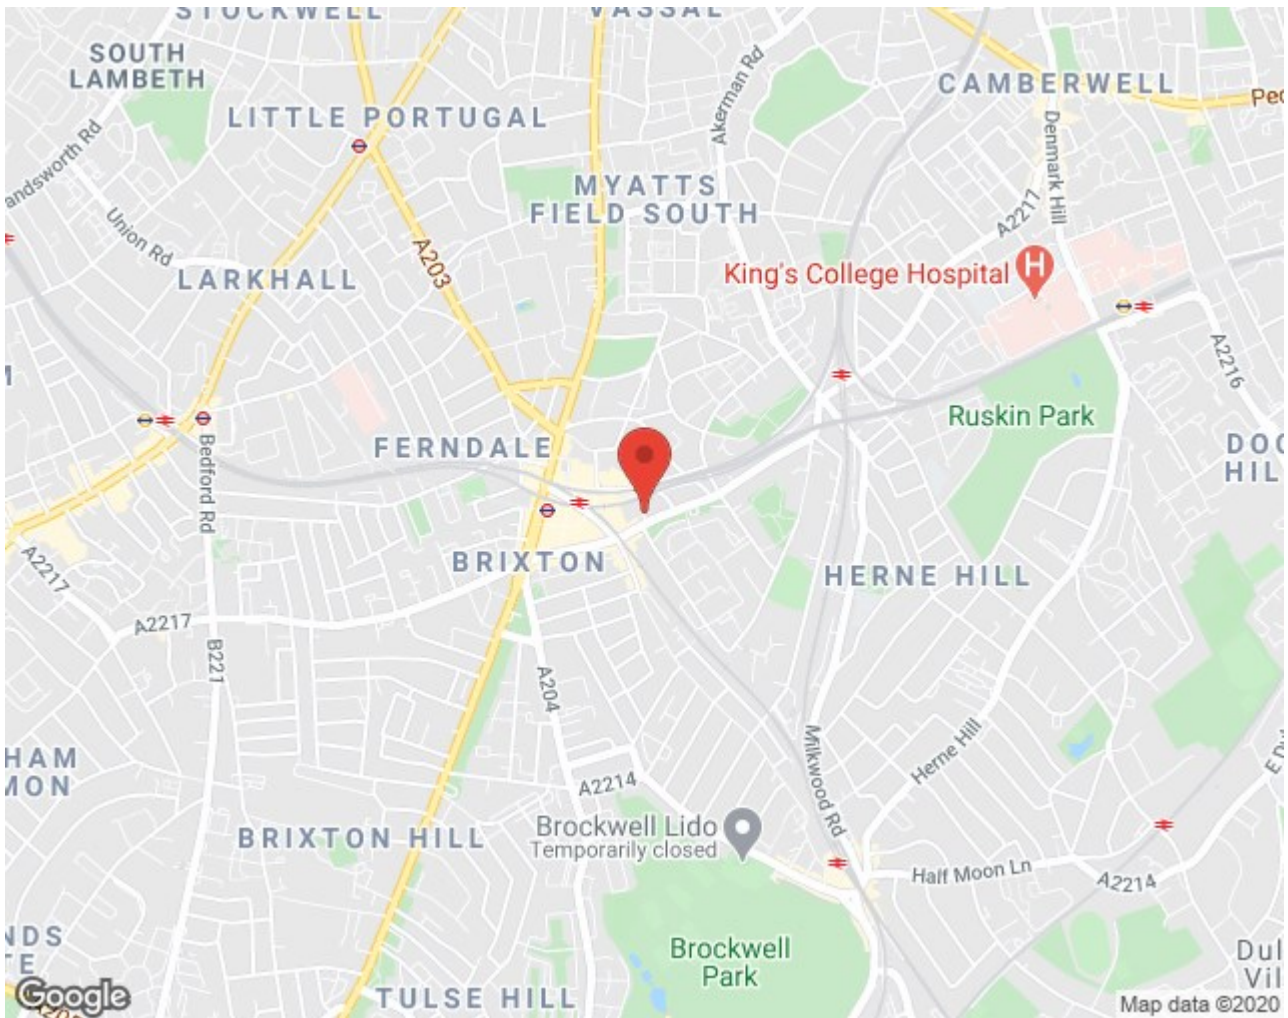 STOCKWELL
VASSAL
SOUTH
LAMBETH
CAMBERWELL
LITTLE PORTUGAL
Akerman Rd
Denmark Hill
MYATTS
FIELD SOUTH
A2217
Union Rd
A203
LARKHALL
King's College Hospital
H
A2216
Ruskin Park
FERNDALE
Bedford Rd
BRIXTON
HERNE HILL
A2217
A2217
B221
A204
Milkwood Rd
Herne Hill
A2214
BRIXTON HILL
Brockwell Lido
Temporarily closed
Half Moon Ln
A2214
Brockwell
Park
TULSE HILL
Google
Map data ©2020